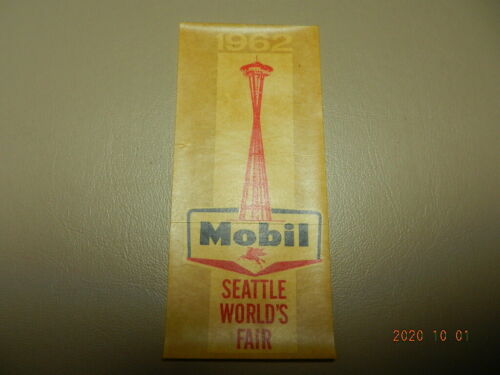 1962
Mobil
SEATTLE
WORLD'S
FAIR
2020 10 01